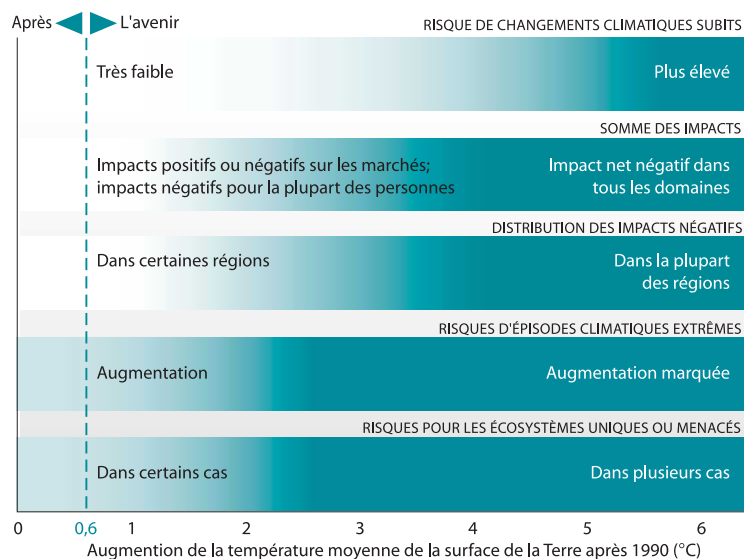 Après L'avenir
RISQUE DE CHANGEMENTS CLIMATIQUES SUBITS
Très faible
Plus élevé
SOMME DES IMPACTS
Impacts positifs ou négatifs sur les marchés;
impacts négatifs pour la plupart des personnes
Impact net négatif dans
tous les domaines
DISTRIBUTION DES IMPACTS NÉGATIFS
Dans certaines régions
Dans la plupart
des régions
RISQUES D'ÉPISODES CLIMATIQUES EXTRÊMES
Augmentation
Augmentation marquée
RISQUES POUR LES ÉCOSYSTÈMES UNIQUES OU MENACÉS
Dans certains cas
Dans plusieurs cas
0 0,6 1 2 3 4 5 6
Augmention de la température moyenne de la surface de la Terre après 1990 (°C)